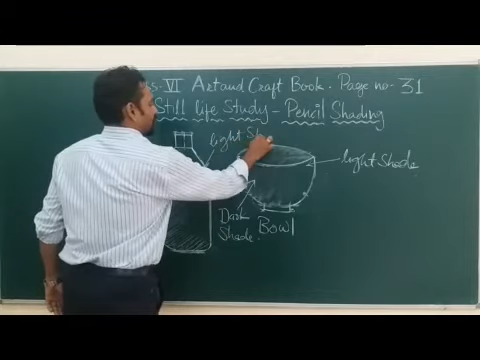 s. VI Art and Craft Book. Page no. 31
Still life Study - Pencil Shading
light Sh
light Shade
Dark
Shade.
Bowl